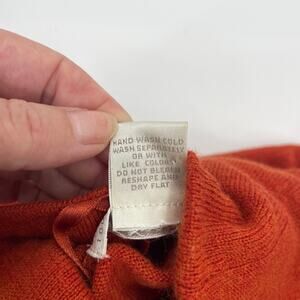 HAND WASH COLD
WASH SEPARATELY
OR WITH
LIKE COLORS
DO NOT BLEACH
RESHAPE AND
DRY FLAT